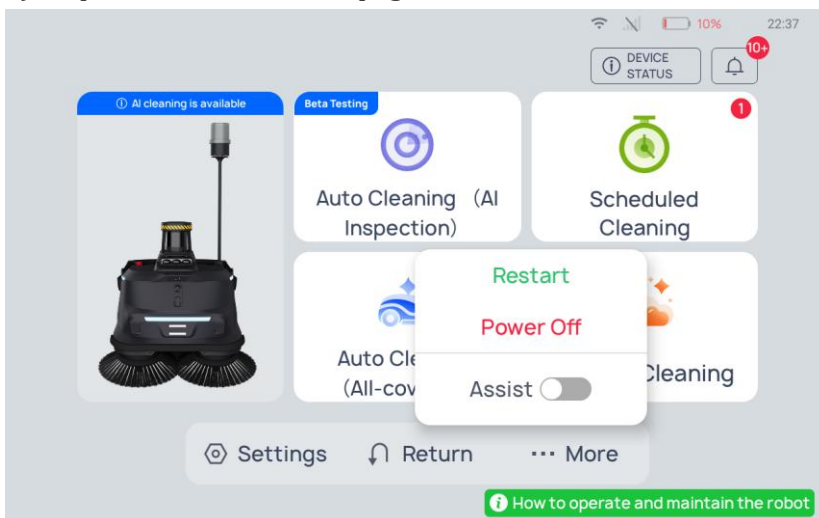 10% 22:37
DEVICE
STATUS
10+
AI cleaning is available
Beta Testing
1
Auto Cleaning （AI
Inspection）
Scheduled
Cleaning
Restart
Power Off
Assist
Auto Cle
(All-cov
Cleaning
Settings
Return
More
How to operate and maintain the robot